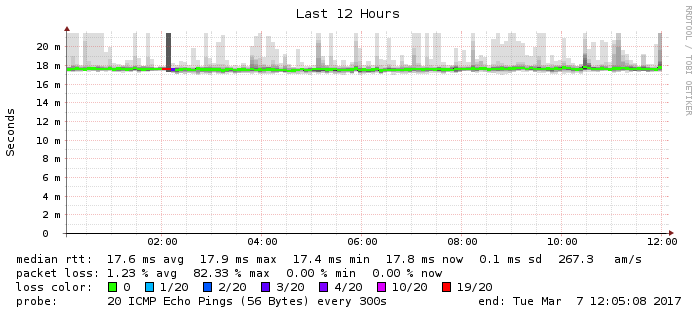 Last 12 Hours
RRDTOOL / TOBI OETIKER
Seconds
20 m
18 m
16 m
14 m
12 m
10 m
8 m
6 m
4 m
2 m
0
02:00 04:00 06:00 08:00 10:00 12:00
median rtt: 17.6 ms avg 17.9 ms max 17.4 ms min 17.8 ms now 0.1 ms sd 267.3 am/s
packet loss: 1.23 % avg 82.33 % max 0.00 % min 0.00 % now
loss color: 0 1/20 2/20 3/20 4/20 10/20 19/20
probe: 20 ICMP Echo Pings (56 Bytes) every 300s end: Tue Mar 7 12:05:08 2017